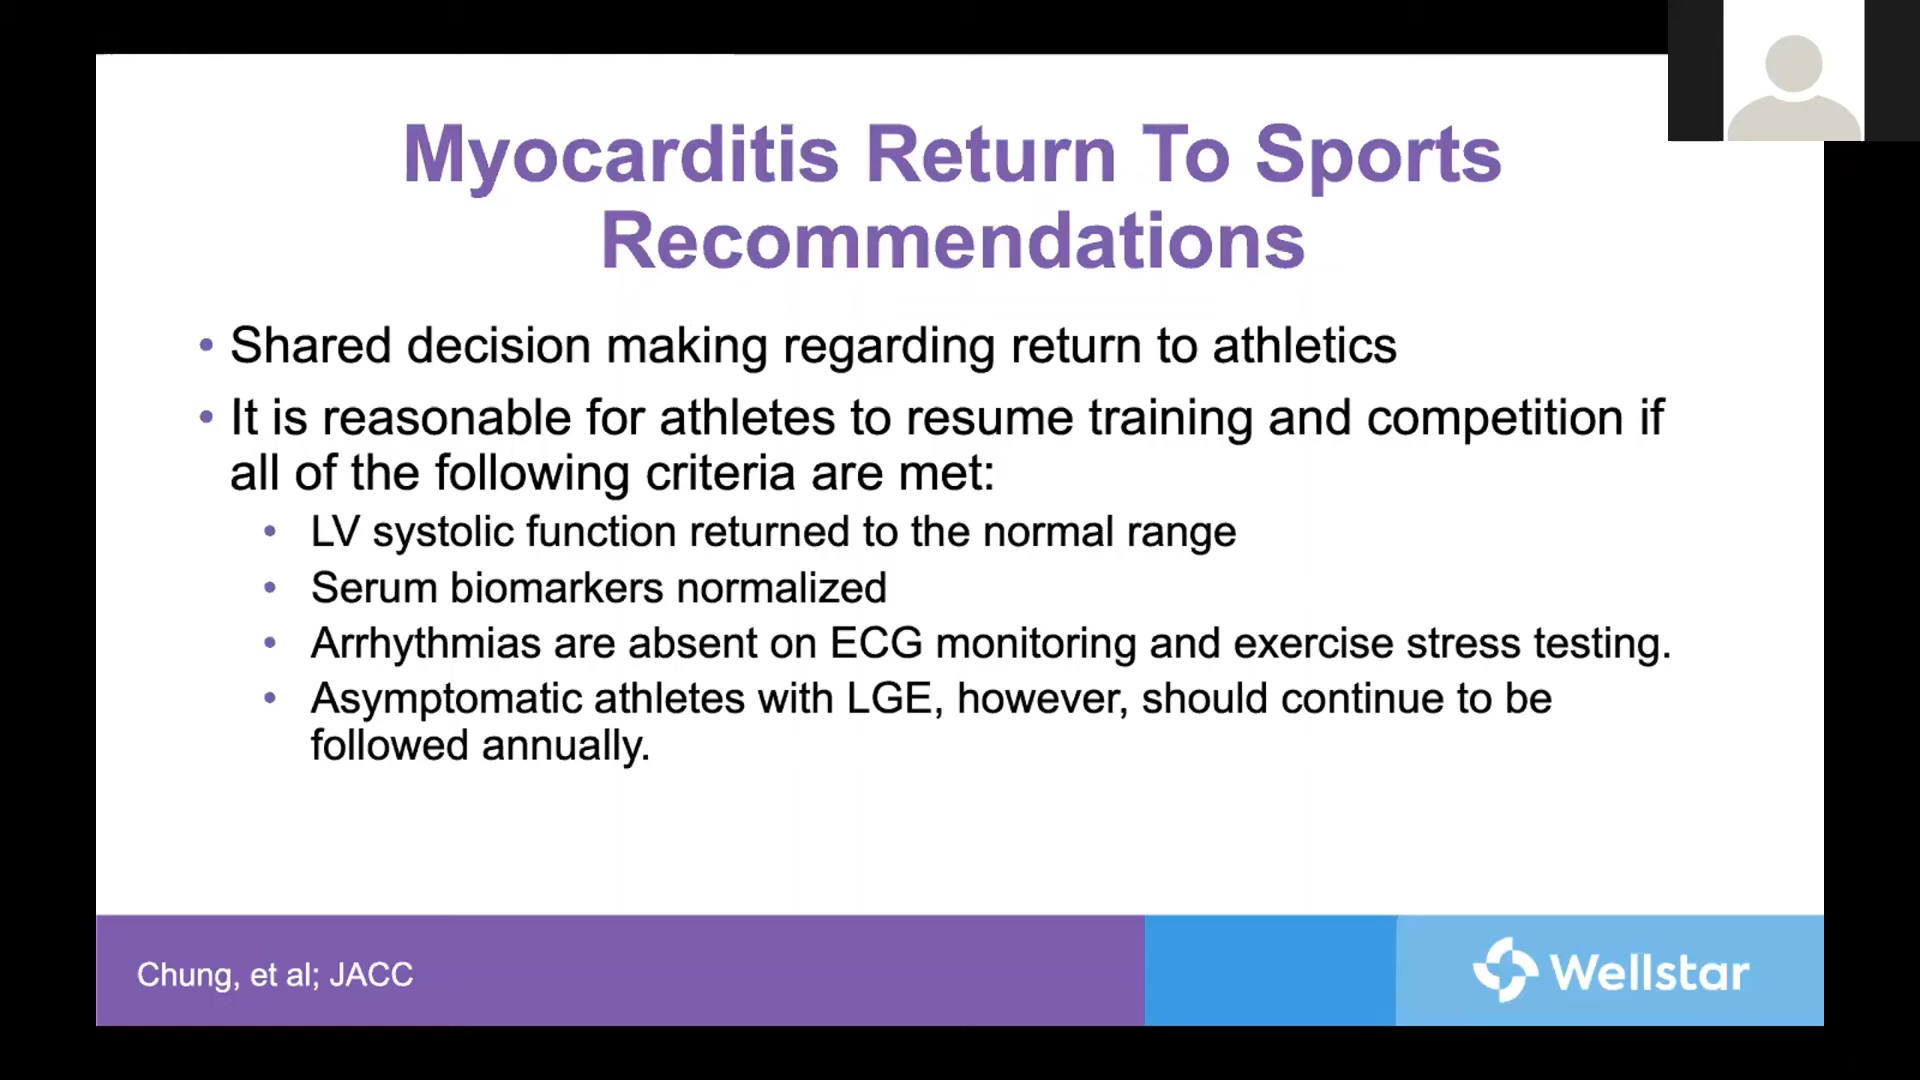 Myocarditis Return To Sports
Recommendations
• Shared decision making regarding return to athletics
• It is reasonable for athletes to resume training and competition if
all of the following criteria are met:
• LV systolic function returned to the normal range
• Serum biomarkers normalized
• Arrhythmias are absent on ECG monitoring and exercise stress testing.
• Asymptomatic athletes with LGE, however, should continue to be
followed annually.
Chung, et al; JACC
Wellstar